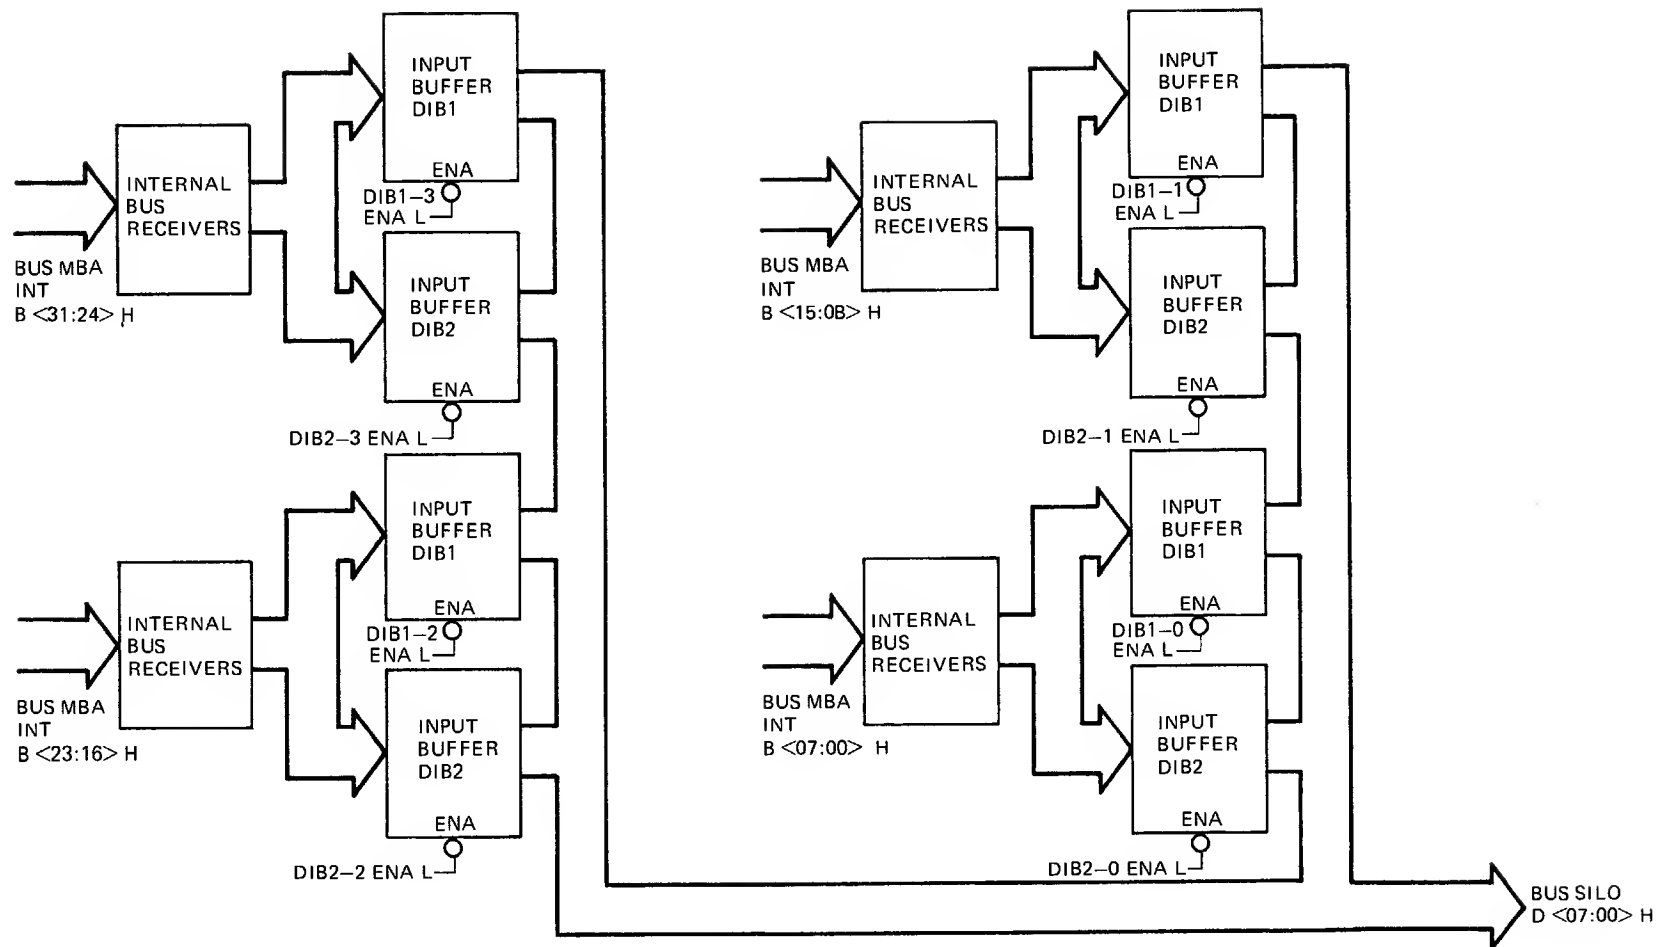 INPUT
BUFFER
DIB1
ENA
DIB1–3
ENA L
INTERNAL
BUS
RECEIVERS
BUS MBA
INT
B <31:24> H
INPUT
BUFFER
DIB2
ENA
DIB2–3 ENA L
INPUT
BUFFER
DIB1
ENA
DIB1–2
ENA L
INTERNAL
BUS
RECEIVERS
BUS MBA
INT
B <23:16> H
INPUT
BUFFER
DIB2
ENA
DIB2–2 ENA L
INPUT
BUFFER
DIB1
ENA
DIB1–1
ENA L
INTERNAL
BUS
RECEIVERS
BUS MBA
INT
B <15:0B> H
INPUT
BUFFER
DIB2
ENA
DIB2–1 ENA L
INPUT
BUFFER
DIB1
ENA
DIB1–0
ENA L
INTERNAL
BUS
RECEIVERS
BUS MBA
INT
B <07:00> H
INPUT
BUFFER
DIB2
ENA
DIB2–0 ENA L
BUS SILO
D <07:00> H